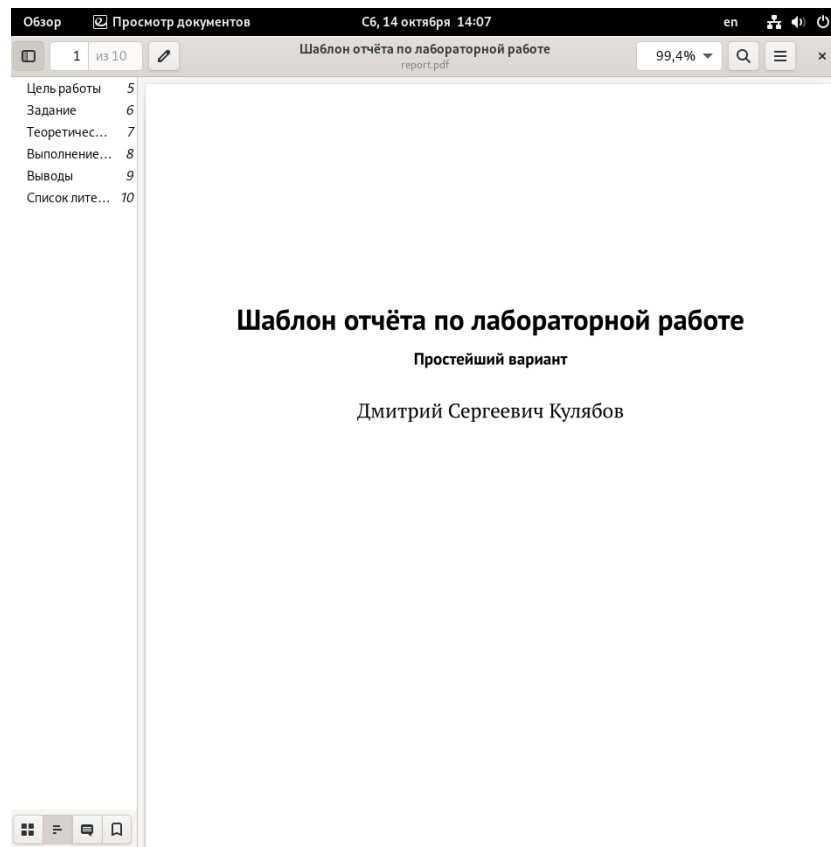 Обзор Просмотр документов Сб, 14 октября 14:07 en
1 из 10 Шаблон отчёта по лабораторной работе 99,4%
report.pdf
Цель работы 5
Задание 6
Теоретичес... 7
Выполнение... 8
Выводы 9
Список лите... 10
Шаблон отчёта по лабораторной работе
Простейший вариант
Дмитрий Сергеевич Кулябов